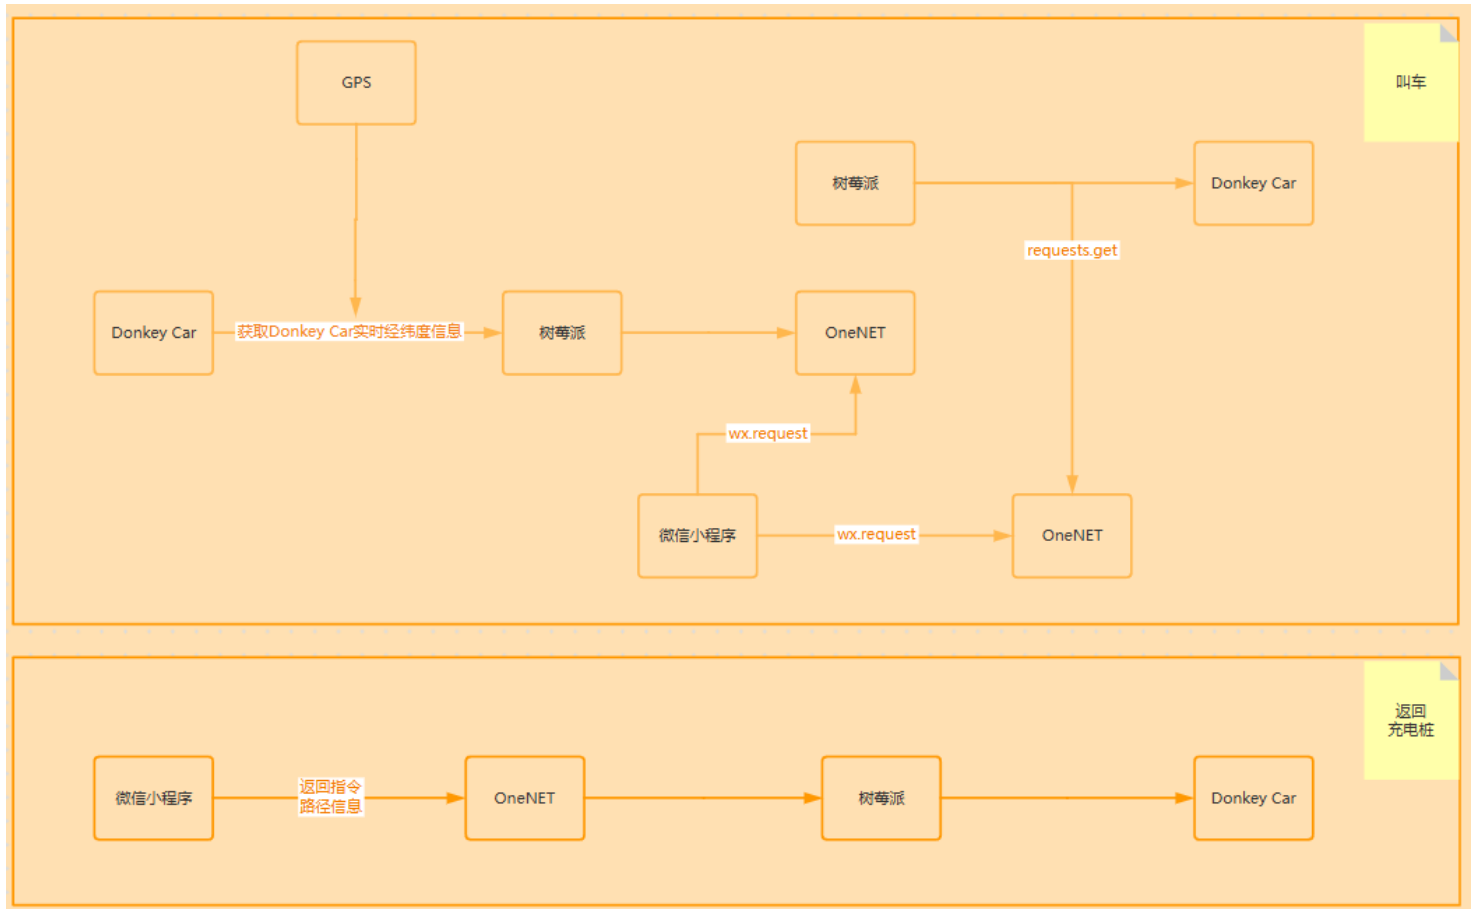 GPS
叫车
树莓派
Donkey Car
requests.get
Donkey Car
获取Donkey Car实时经纬度信息
树莓派
OneNET
wx.request
微信小程序
wx.request
OneNET
返回
充电桩
微信小程序
返回指令
路径信息
OneNET
树莓派
Donkey Car